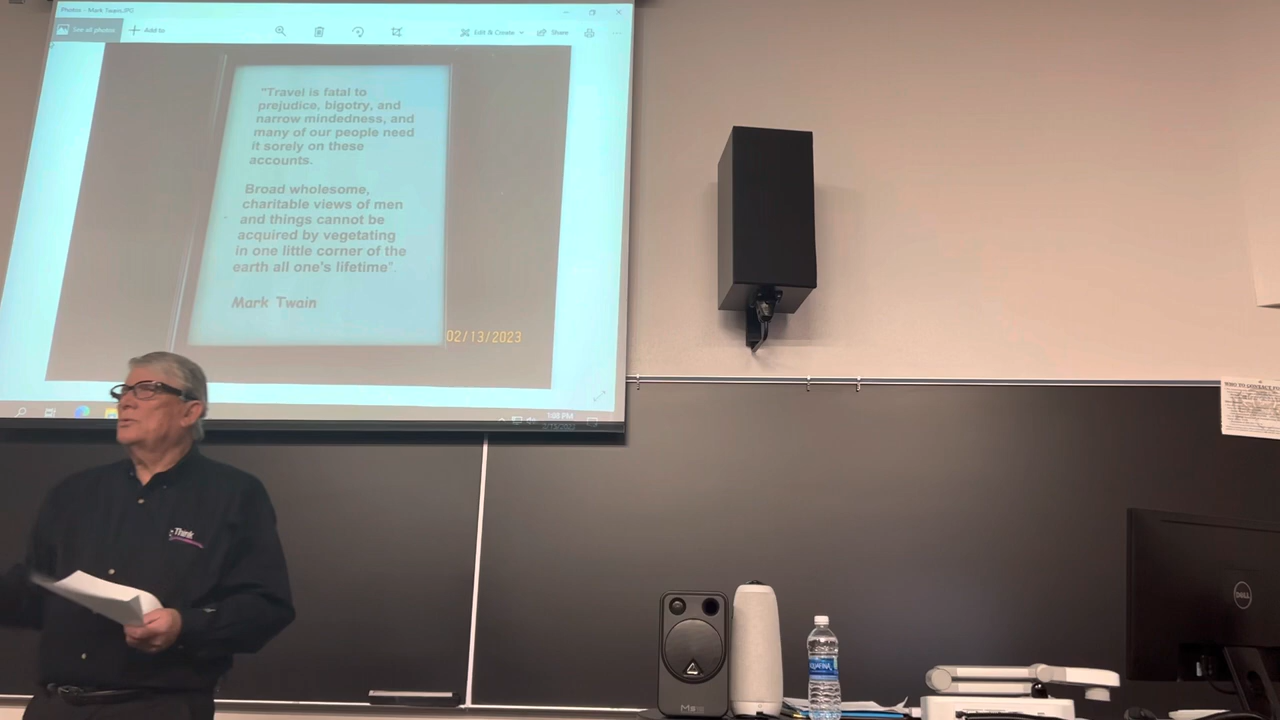 Photos - Mark Twain.JPG
See all photos
Add to
Edit & Create
Share
"Travel is fatal to
prejudice, bigotry, and
narrow mindedness, and
many of our people need
it sorely on these
accounts.
Broad wholesome,
charitable views of men
and things cannot be
acquired by vegetating
in one little corner of the
earth all one's lifetime".
Mark Twain
02/13/2023
1:08 PM
Think
DELL